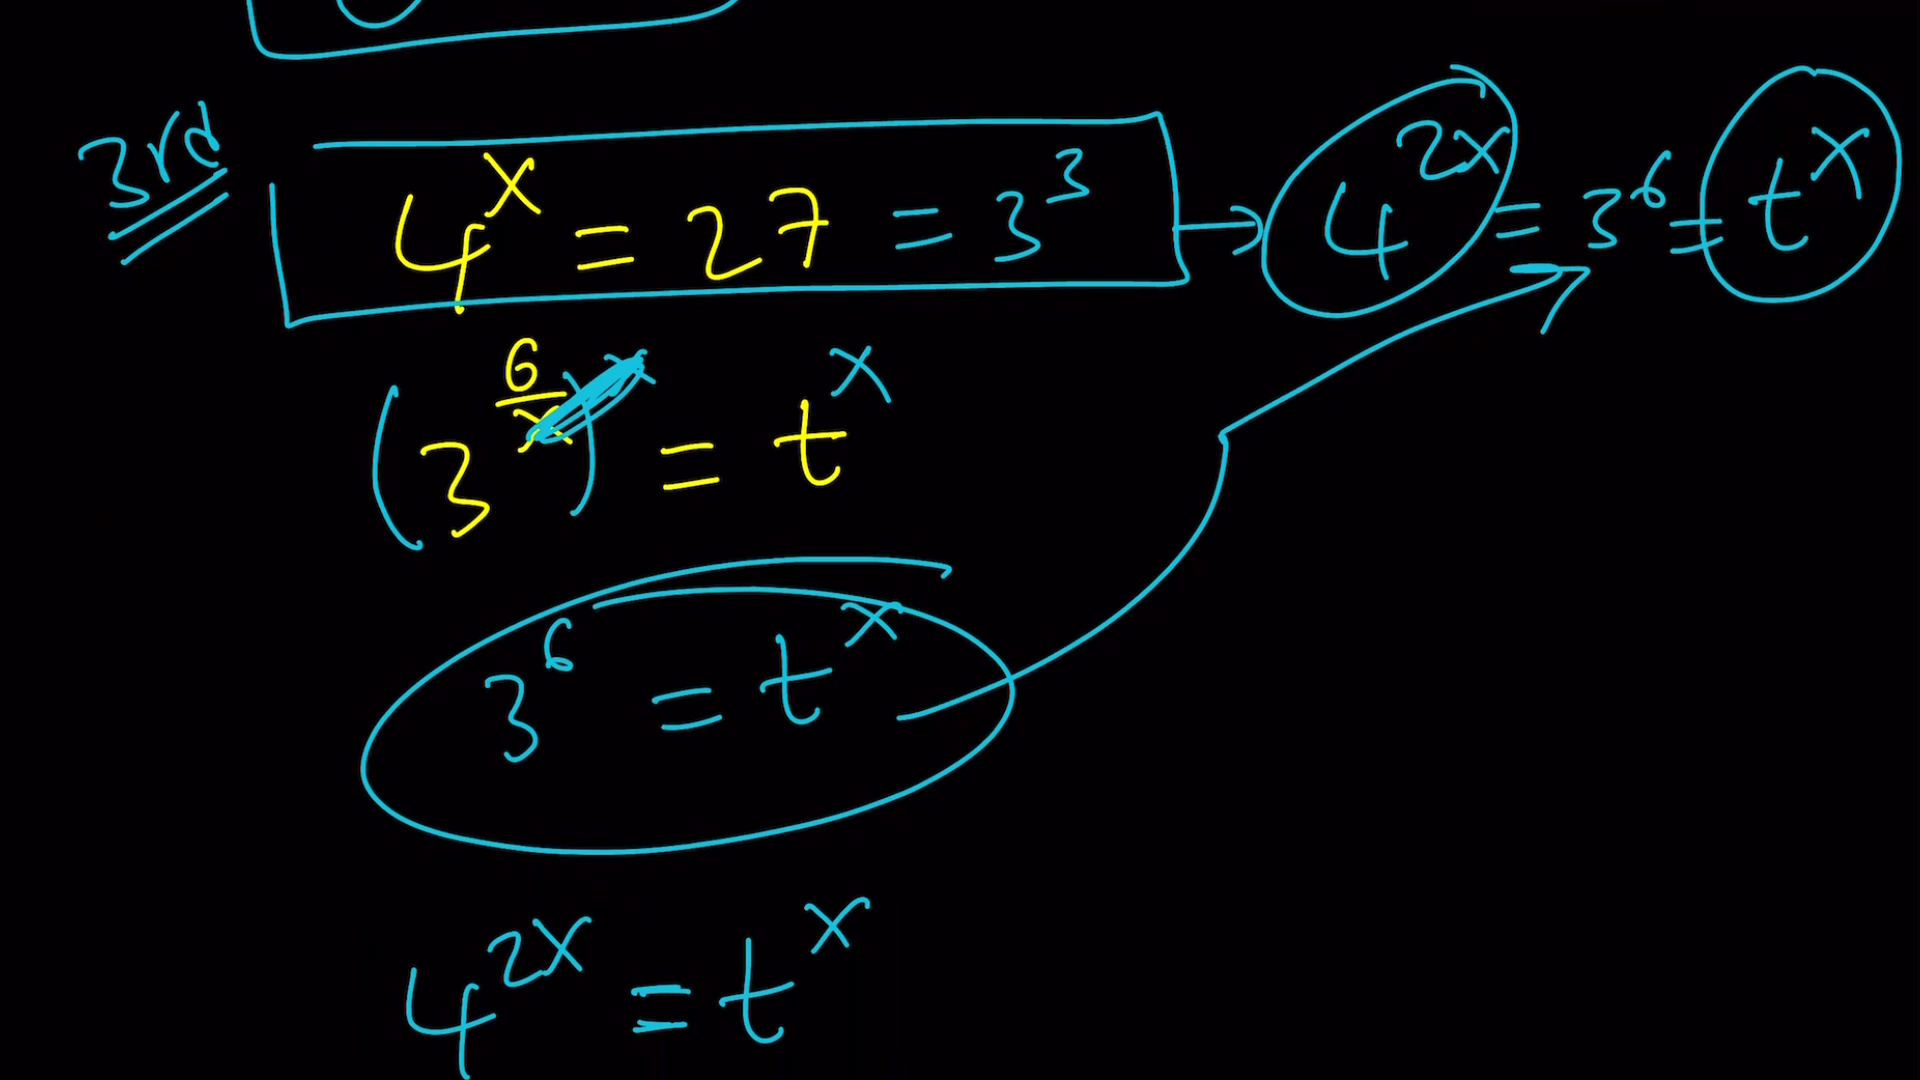 3rd 4^x = 27 = 3^3 → 4^{2x} = 3^6 = t^x
(3^{6/x})^x = t^x
3^6 = t^x
4^{2x} = t^x